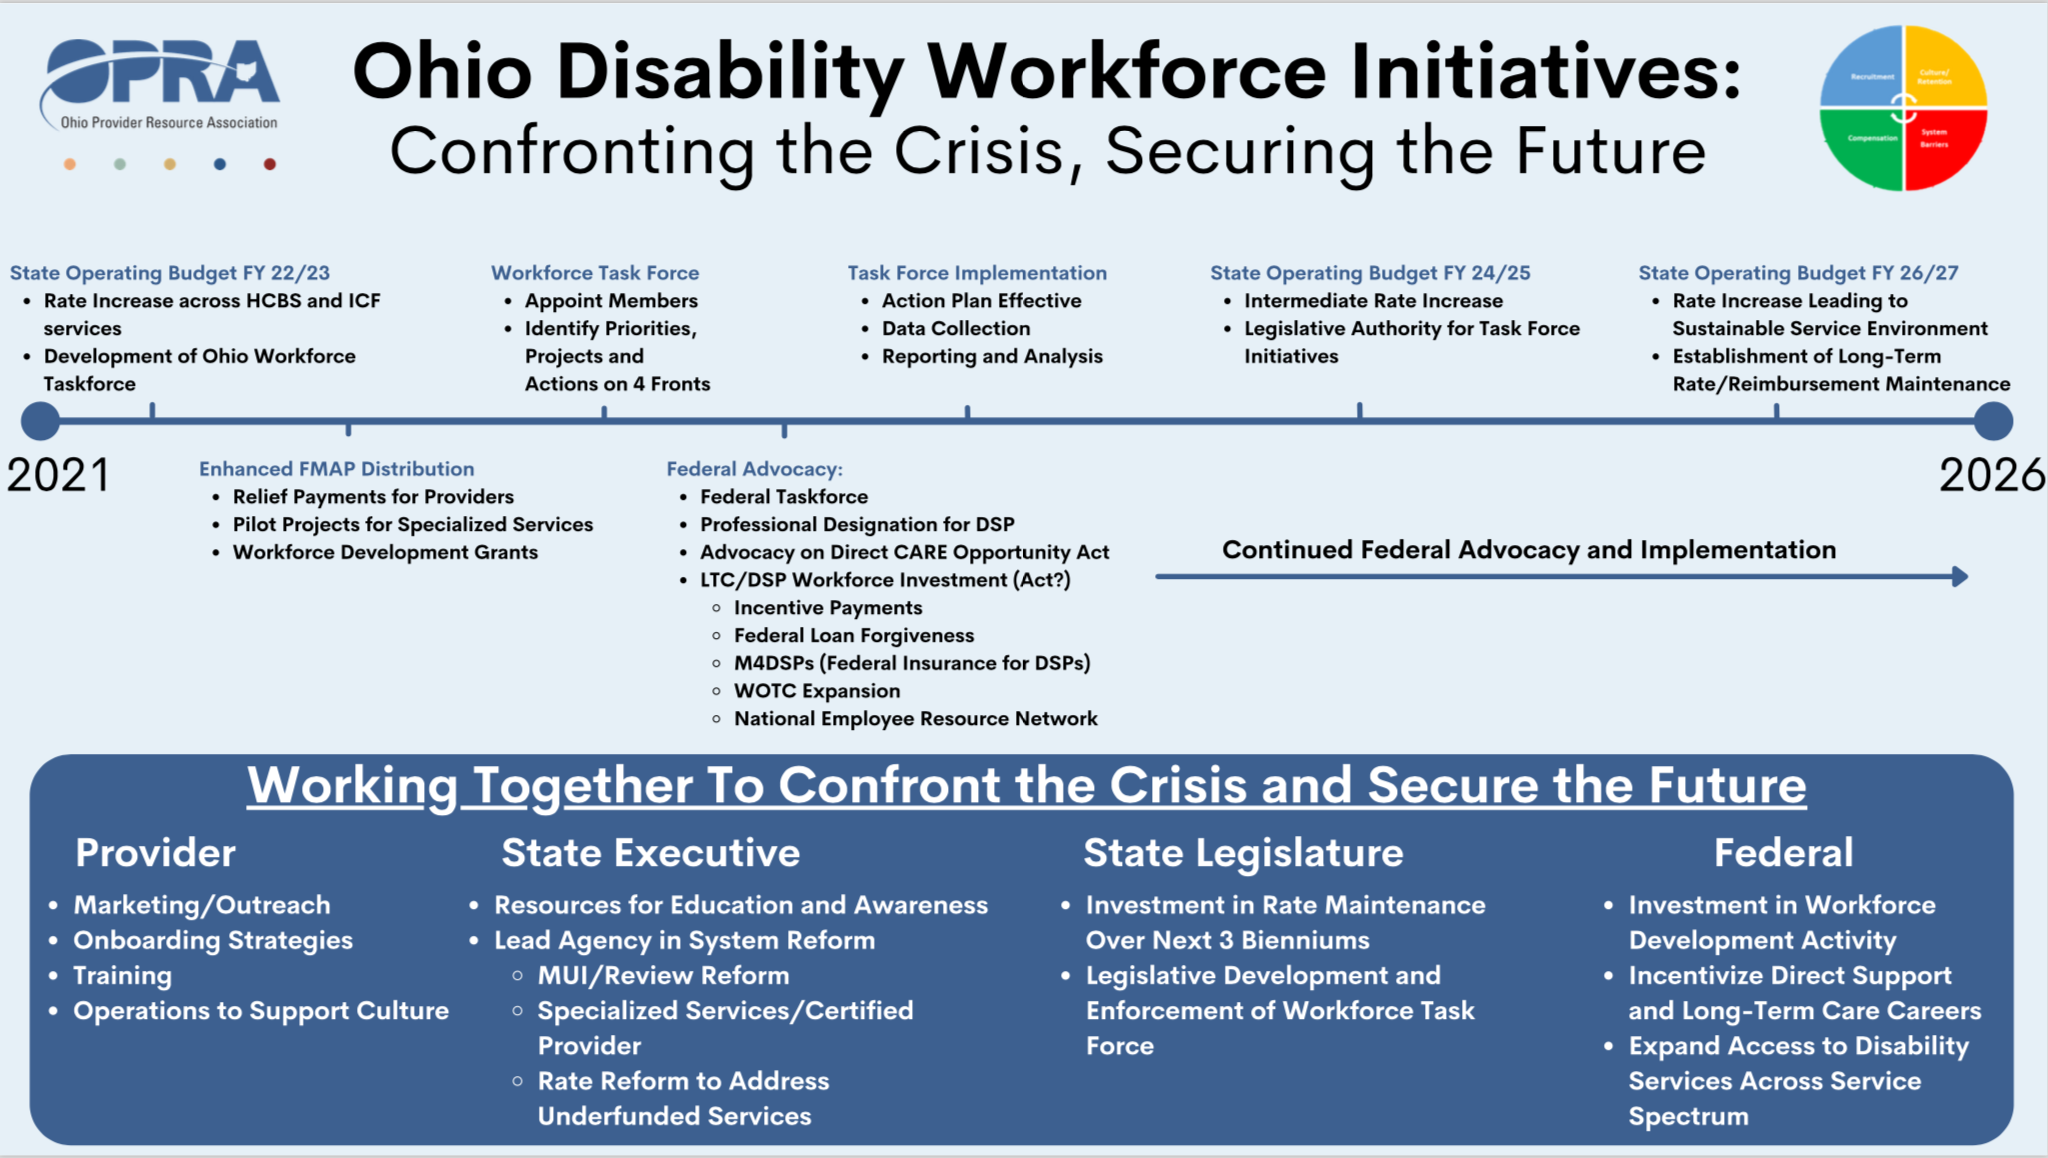 OPRA
Ohio Provider Resource Association
Ohio Disability Workforce Initiatives:
Confronting the Crisis, Securing the Future
Recruitment
Culture/
Retention
Compensation
System
Barriers
State Operating Budget FY 22/23
• Rate Increase across HCBS and ICF
services
• Development of Ohio Workforce
Taskforce
Workforce Task Force
• Appoint Members
• Identify Priorities,
Projects and
Actions on 4 Fronts
Task Force Implementation
• Action Plan Effective
• Data Collection
• Reporting and Analysis
State Operating Budget FY 24/25
• Intermediate Rate Increase
• Legislative Authority for Task Force
Initiatives
State Operating Budget FY 26/27
• Rate Increase Leading to
Sustainable Service Environment
• Establishment of Long-Term
Rate/Reimbursement Maintenance
2021
2026
Enhanced FMAP Distribution
• Relief Payments for Providers
• Pilot Projects for Specialized Services
• Workforce Development Grants
Federal Advocacy:
• Federal Taskforce
• Professional Designation for DSP
• Advocacy on Direct CARE Opportunity Act
• LTC/DSP Workforce Investment (Act?)
○ Incentive Payments
○ Federal Loan Forgiveness
○ M4DSPs (Federal Insurance for DSPs)
○ WOTC Expansion
○ National Employee Resource Network
Continued Federal Advocacy and Implementation
Working Together To Confront the Crisis and Secure the Future
Provider
• Marketing/Outreach
• Onboarding Strategies
• Training
• Operations to Support Culture
State Executive
• Resources for Education and Awareness
• Lead Agency in System Reform
○ MUI/Review Reform
○ Specialized Services/Certified
Provider
○ Rate Reform to Address
Underfunded Services
State Legislature
• Investment in Rate Maintenance
Over Next 3 Bienniums
• Legislative Development and
Enforcement of Workforce Task
Force
Federal
• Investment in Workforce
Development Activity
• Incentivize Direct Support
and Long-Term Care Careers
• Expand Access to Disability
Services Across Service
Spectrum